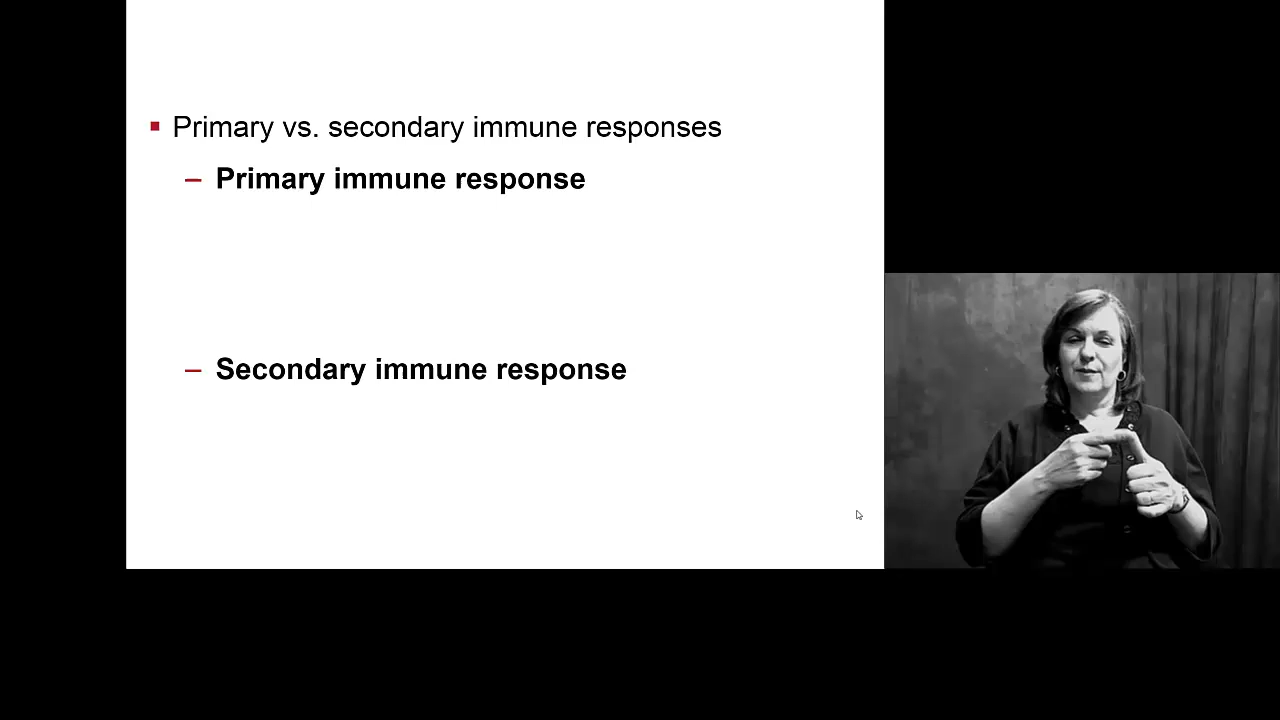 Primary vs. secondary immune responses
– Primary immune response
– Secondary immune response